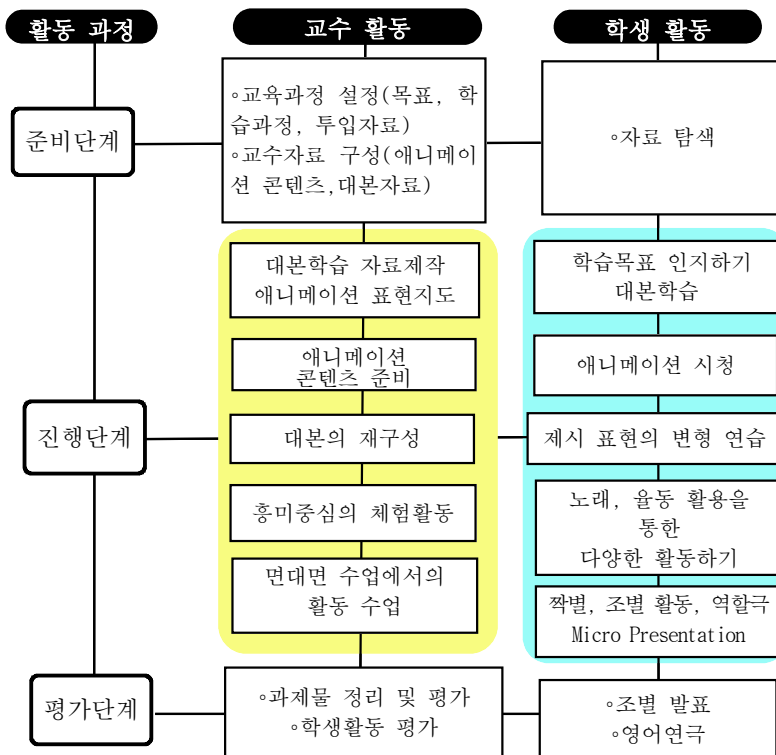 활동 과정
교수 활동
학생 활동
준비단계
◦교육과정 설정(목표, 학
습과정, 투입자료)
◦교수자료 구성(애니메이
션 콘텐츠,대본자료)
◦자료 탐색
진행단계
대본학습 자료제작
애니메이션 표현지도
애니메이션
콘텐츠 준비
대본의 재구성
흥미중심의 체험활동
면대면 수업에서의
활동 수업
학습목표 인지하기
대본학습
애니메이션 시청
제시 표현의 변형 연습
노래, 율동 활용을
통한
다양한 활동하기
짝별, 조별 활동, 역할극
Micro Presentation
평가단계
◦과제물 정리 및 평가
◦학생활동 평가
◦조별 발표
◦영어연극